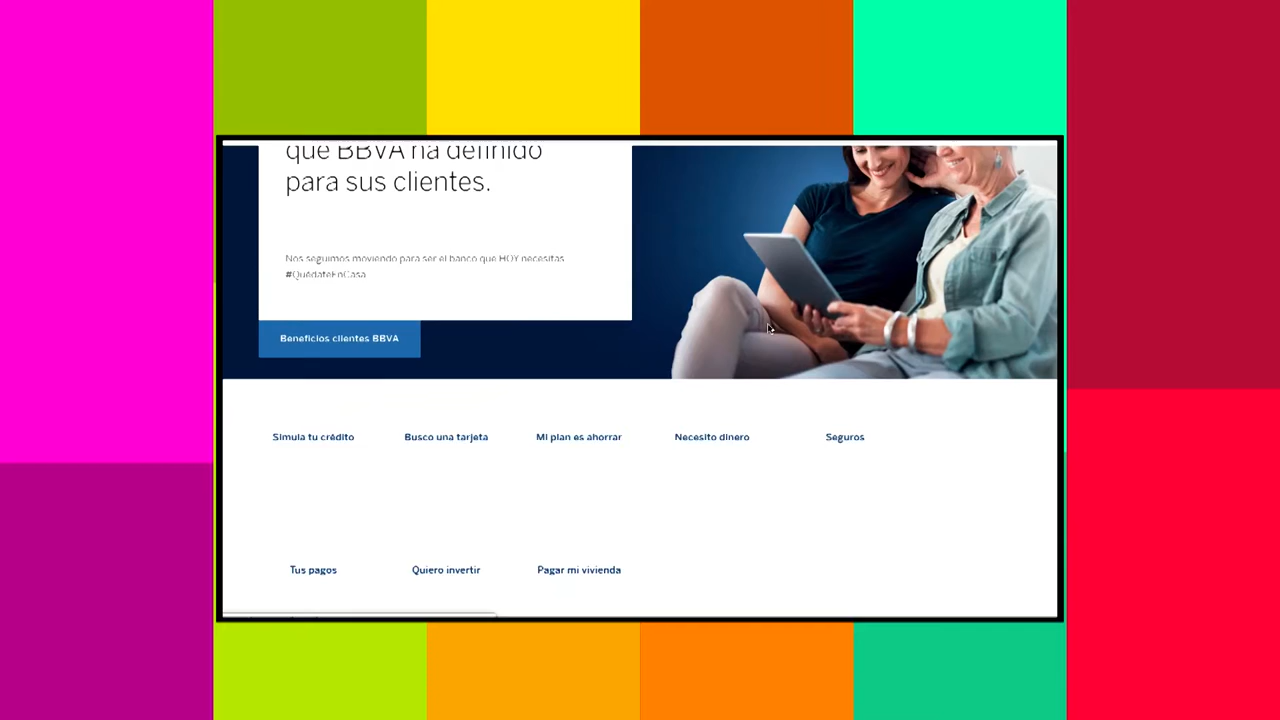 que BBVA ha definido
para sus clientes.
Nos seguimos moviendo para ser el banco que HOY necesitas
#QuédateEnCasa
Beneficios clientes BBVA
Simula tu crédito
Busco una tarjeta
Mi plan es ahorrar
Necesito dinero
Seguros
Tus pagos
Quiero invertir
Pagar mi vivienda